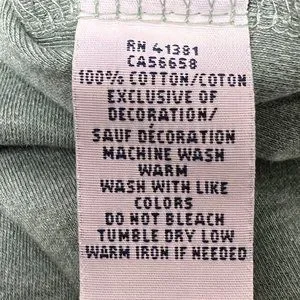 RN 41381
CA56658
100% COTTON/COTON
EXCLUSIVE OF
DECORATION/
SAUF DÉCORATION
MACHINE WASH
WARM
WASH WITH LIKE
COLORS
DO NOT BLEACH
TUMBLE DRY LOW
WARM IRON IF NEEDED